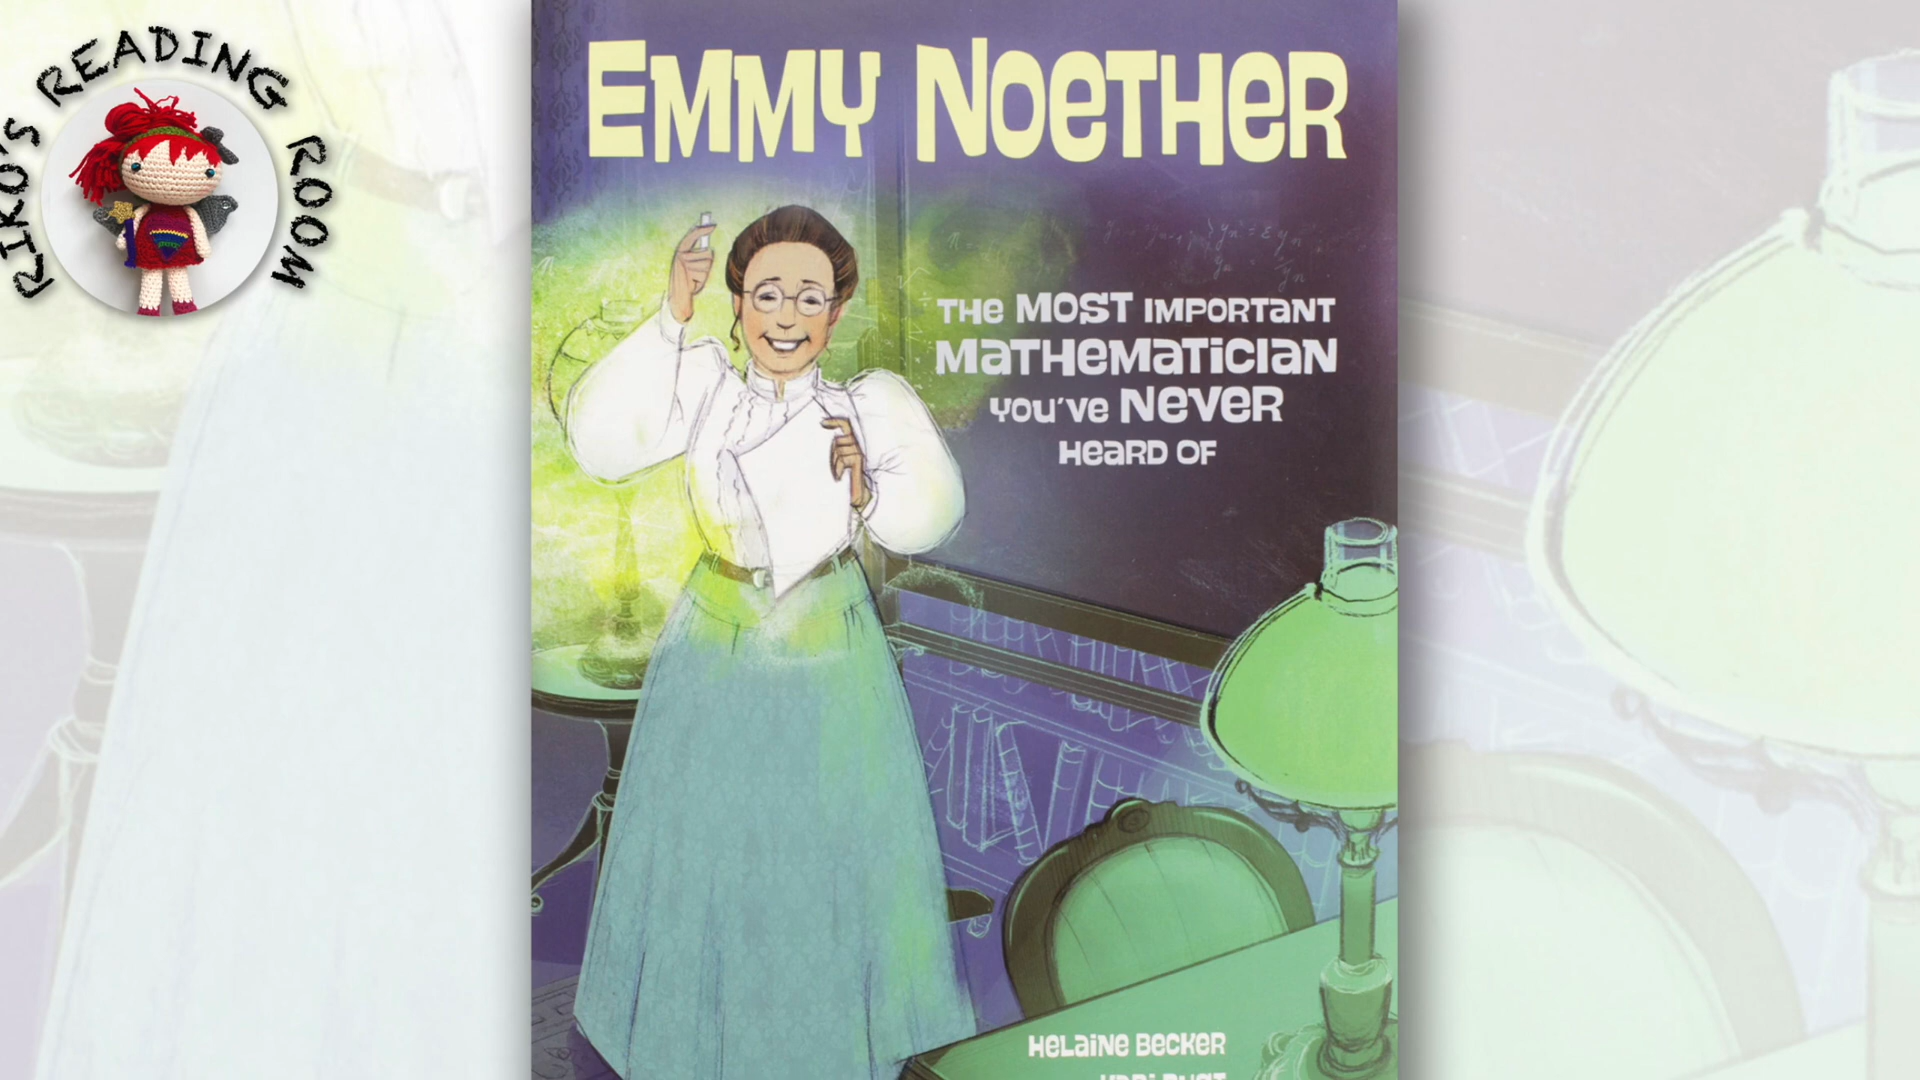 RIKO'S READING ROOM
EMMY NOETHER
THE MOST IMPORTANT
MATHEMATICIAN
YOU'VE NEVER
HEARD OF
HELAINE BECKER